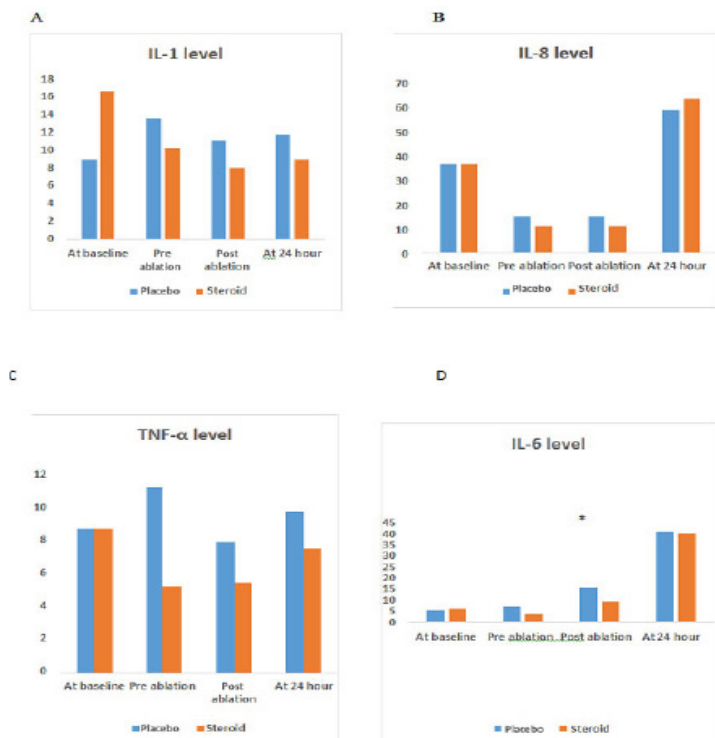 A
IL-1 level
18
16
14
12
10
8
6
4
2
0
At baseline Pre ablation Post ablation At 24 hour
Placebo Steroid
B
IL-8 level
70
60
50
40
30
20
10
0
At baseline Pre ablation Post ablation At 24 hour
Placebo Steroid
C
TNF-α level
12
10
8
6
4
2
0
At baseline Pre ablation Post ablation At 24 hour
Placebo Steroid
D
IL-6 level
*
45
40
35
30
25
20
15
10
5
0
At baseline Pre ablation Post ablation At 24 hour
Placebo Steroid